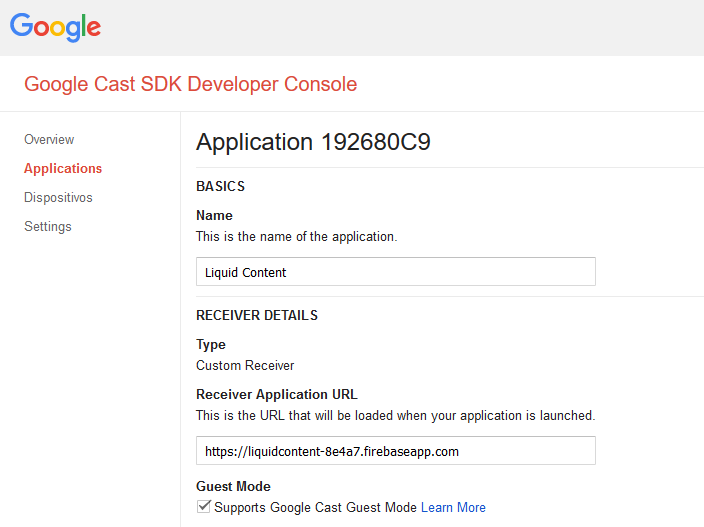 Google
Google Cast SDK Developer Console
Overview
Applications
Dispositivos
Settings
Application 192680C9
BASICS
Name
This is the name of the application.
Liquid Content
RECEIVER DETAILS
Type
Custom Receiver
Receiver Application URL
This is the URL that will be loaded when your application is launched.
https://liquidcontent-8e4a7.firebaseapp.com
Guest Mode
Supports Google Cast Guest Mode Learn More